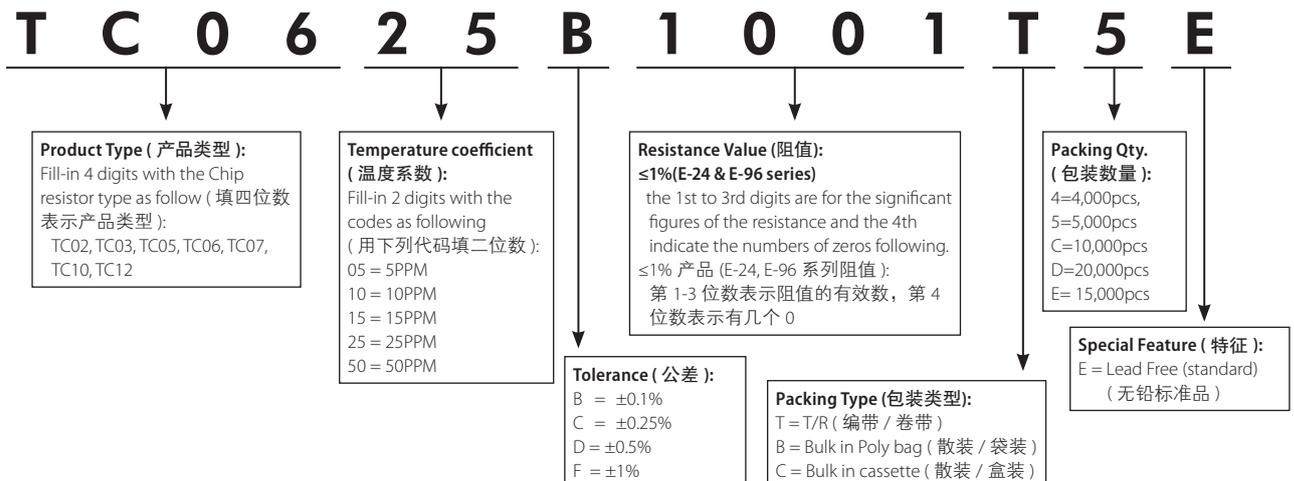 T C 0 6 2 5 B 1 0 0 1 T 5 E
Product Type ( 产品类型 ):
Fill-in 4 digits with the Chip
resistor type as follow ( 填四位数
表示产品类型 ):
TC02, TC03, TC05, TC06, TC07,
TC10, TC12
Temperature coefficient
( 温度系数 ):
Fill-in 2 digits with the
codes as following
( 用下列代码填二位数 ):
05 = 5PPM
10 = 10PPM
15 = 15PPM
25 = 25PPM
50 = 50PPM
Tolerance ( 公差 ):
B = ±0.1%
C = ±0.25%
D = ±0.5%
F = ±1%
Resistance Value (阻值):
≤1%(E-24 & E-96 series)
the 1st to 3rd digits are for the significant
figures of the resistance and the 4th
indicate the numbers of zeros following.
≤1% 产品 (E-24, E-96 系列阻值 ):
第 1-3 位数表示阻值的有效数，第 4
位数表示有几个 0
Packing Type (包装类型):
T = T/R ( 编带 / 卷带 )
B = Bulk in Poly bag ( 散装 / 袋装 )
C = Bulk in cassette ( 散装 / 盒装 )
Packing Qty.
( 包装数量 ):
4=4,000pcs,
5=5,000pcs
C=10,000pcs
D=20,000pcs
E= 15,000pcs
Special Feature ( 特征 ):
E = Lead Free (standard)
( 无铅标准品 )